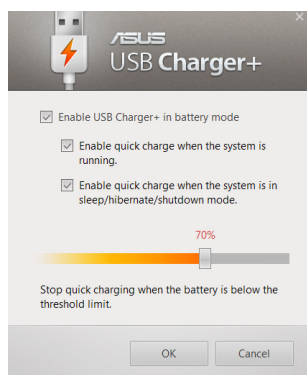 ASUS
USB Charger+
Enable USB Charger+ in battery mode
Enable quick charge when the system is
running.
Enable quick charge when the system is in
sleep/hibernate/shutdown mode.
70%
Stop quick charging when the battery is below the
threshold limit.
OK
Cancel